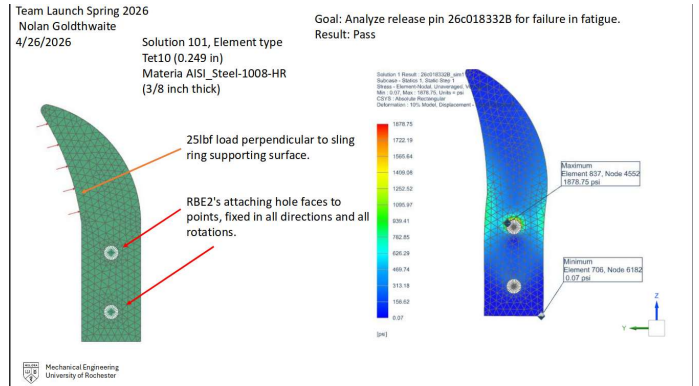 Team Launch Spring 2026
Nolan Goldthwaite
4/26/2026
Solution 101, Element type
Tet10 (0.249 in)
Materia AISI_Steel-1008-HR
(3/8 inch thick)
Goal: Analyze release pin 26c018332B for failure in fatigue.
Result: Pass
25lbf load perpendicular to sling
ring supporting surface.
RBE2's attaching hole faces to
points, fixed in all directions and all
rotations.
Subcase - Statics 1, Static Step 1
Stress - Element-Nodal, Unaveraged,
Min : 0.07, Max : 1878.75, Units = psi
CSYS : Absolute Rectangular
Deformation : 10% Model, Displacement -
1878.75
1722.19
1565.64
1409.08
1252.52
1095.97
939.41
782.85
626.29
469.74
313.18
156.62
0.07
[psi]
Maximum
Element 837, Node 4552
1878.75 psi
Minimum
Element 706, Node 6182
0.07 psi
Z
Y
Mechanical Engineering
University of Rochester